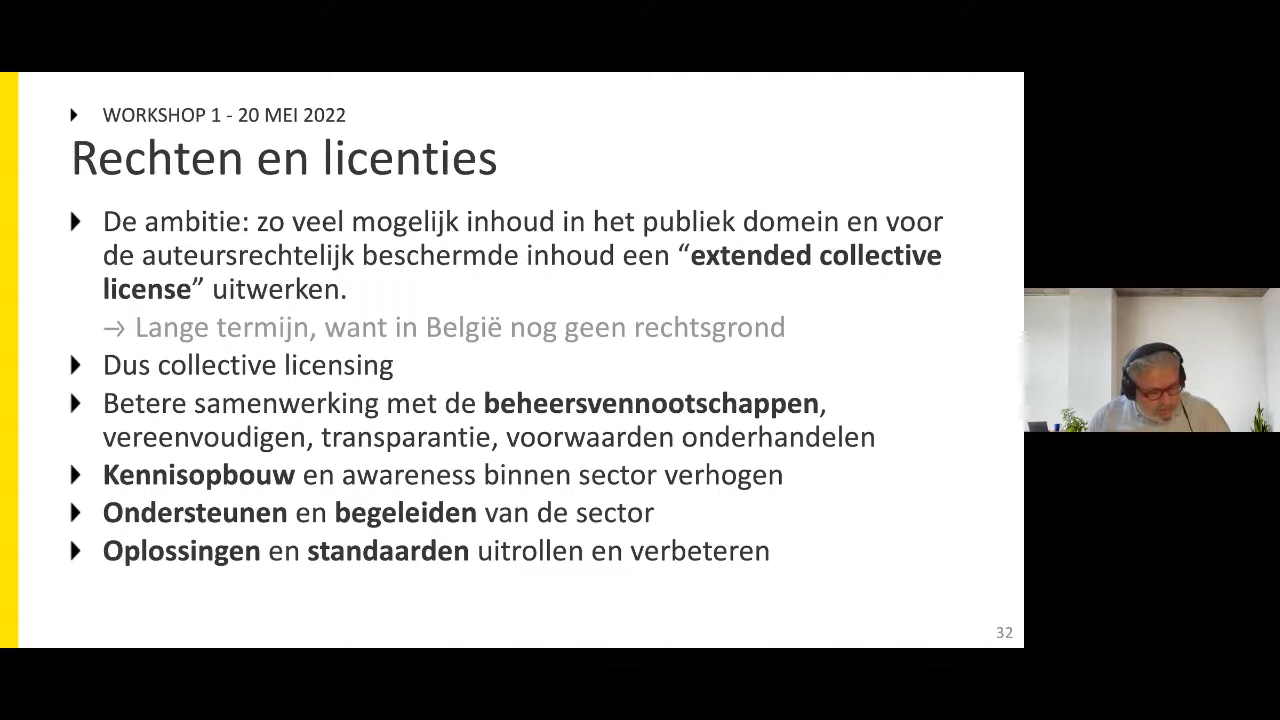 WORKSHOP 1 - 20 MEI 2022
Rechten en licenties
De ambitie: zo veel mogelijk inhoud in het publiek domein en voor
de auteursrechtelijk beschermde inhoud een “extended collective
license” uitwerken.
→ Lange termijn, want in België nog geen rechtsgrond
Dus collective licensing
Betere samenwerking met de beheersvennootschappen,
vereenvoudigen, transparantie, voorwaarden onderhandelen
Kennisopbouw en awareness binnen sector verhogen
Ondersteunen en begeleiden van de sector
Oplossingen en standaarden uitrollen en verbeteren
32